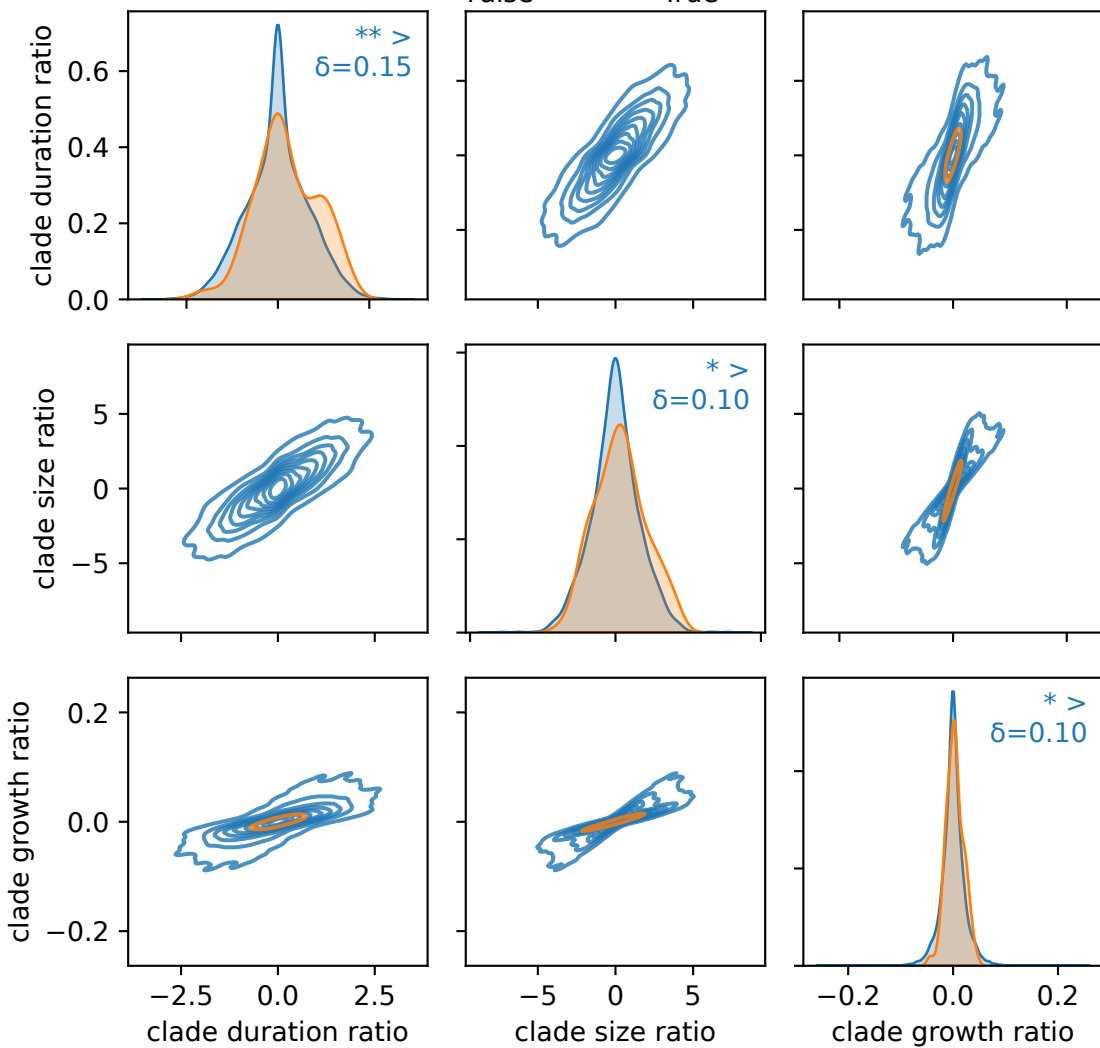 clade duration ratio
0.6
0.4
0.2
0.0
** >
δ=0.15
clade size ratio
5
0
−5
* >
δ=0.10
clade growth ratio
0.2
0.0
−0.2
* >
δ=0.10
−2.5 0.0 2.5
clade duration ratio
−5 0 5
clade size ratio
−0.2 0.0 0.2
clade growth ratio